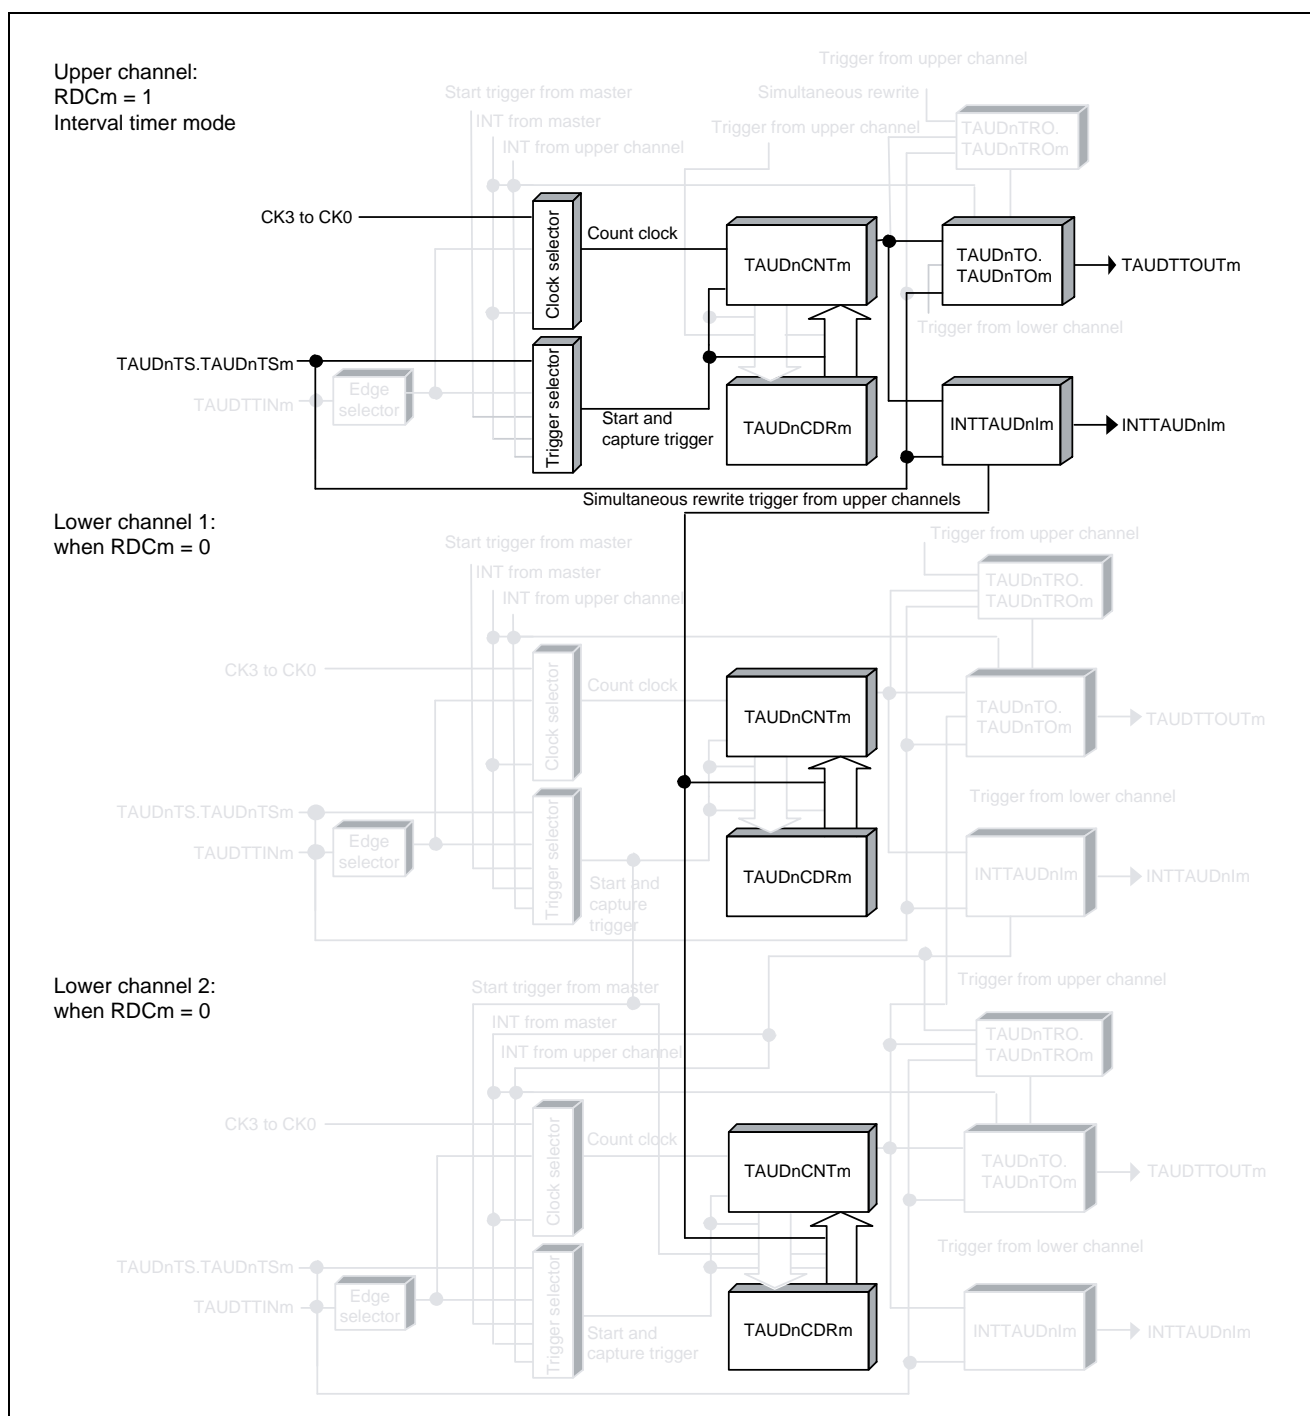 Upper channel:
RDCm = 1
Interval timer mode
Trigger from upper channel
Simultaneous rewrite
Start trigger from master
INT from master
Trigger from upper channel
INT from upper channel
TAUDnTRO.
TAUDnTROm
CK3 to CK0
Clock selector
Count clock
TAUDnCNTm
TAUDnTO.
TAUDnTOm
TAUDTTOUTm
Trigger from lower channel
TAUDnTS.TAUDnTSm
TAUDTTINm
Edge
selector
Trigger selector
Start and
capture trigger
TAUDnCDRm
INTTAUDnIm
INTTAUDnIm
Simultaneous rewrite trigger from upper channels
Lower channel 1:
when RDCm = 0
Start trigger from master
INT from master
INT from upper channel
Trigger from upper channel
TAUDnTRO.
TAUDnTROm
CK3 to CK0
Clock selector
Count clock
TAUDnCNTm
TAUDnTO.
TAUDnTOm
TAUDTTOUTm
Trigger from lower channel
TAUDnTS.TAUDnTSm
TAUDTTINm
Edge
selector
Trigger selector
Start and
capture
trigger
TAUDnCDRm
INTTAUDnIm
INTTAUDnIm
Lower channel 2:
when RDCm = 0
Start trigger from master
INT from master
INT from upper channel
Trigger from upper channel
TAUDnTRO.
TAUDnTROm
CK3 to CK0
Clock selector
Count clock
TAUDnCNTm
TAUDnTO.
TAUDnTOm
TAUDTTOUTm
Trigger from lower channel
TAUDnTS.TAUDnTSm
TAUDTTINm
Edge
selector
Trigger selector
Start and
capture trigger
TAUDnCDRm
INTTAUDnIm
INTTAUDnIm